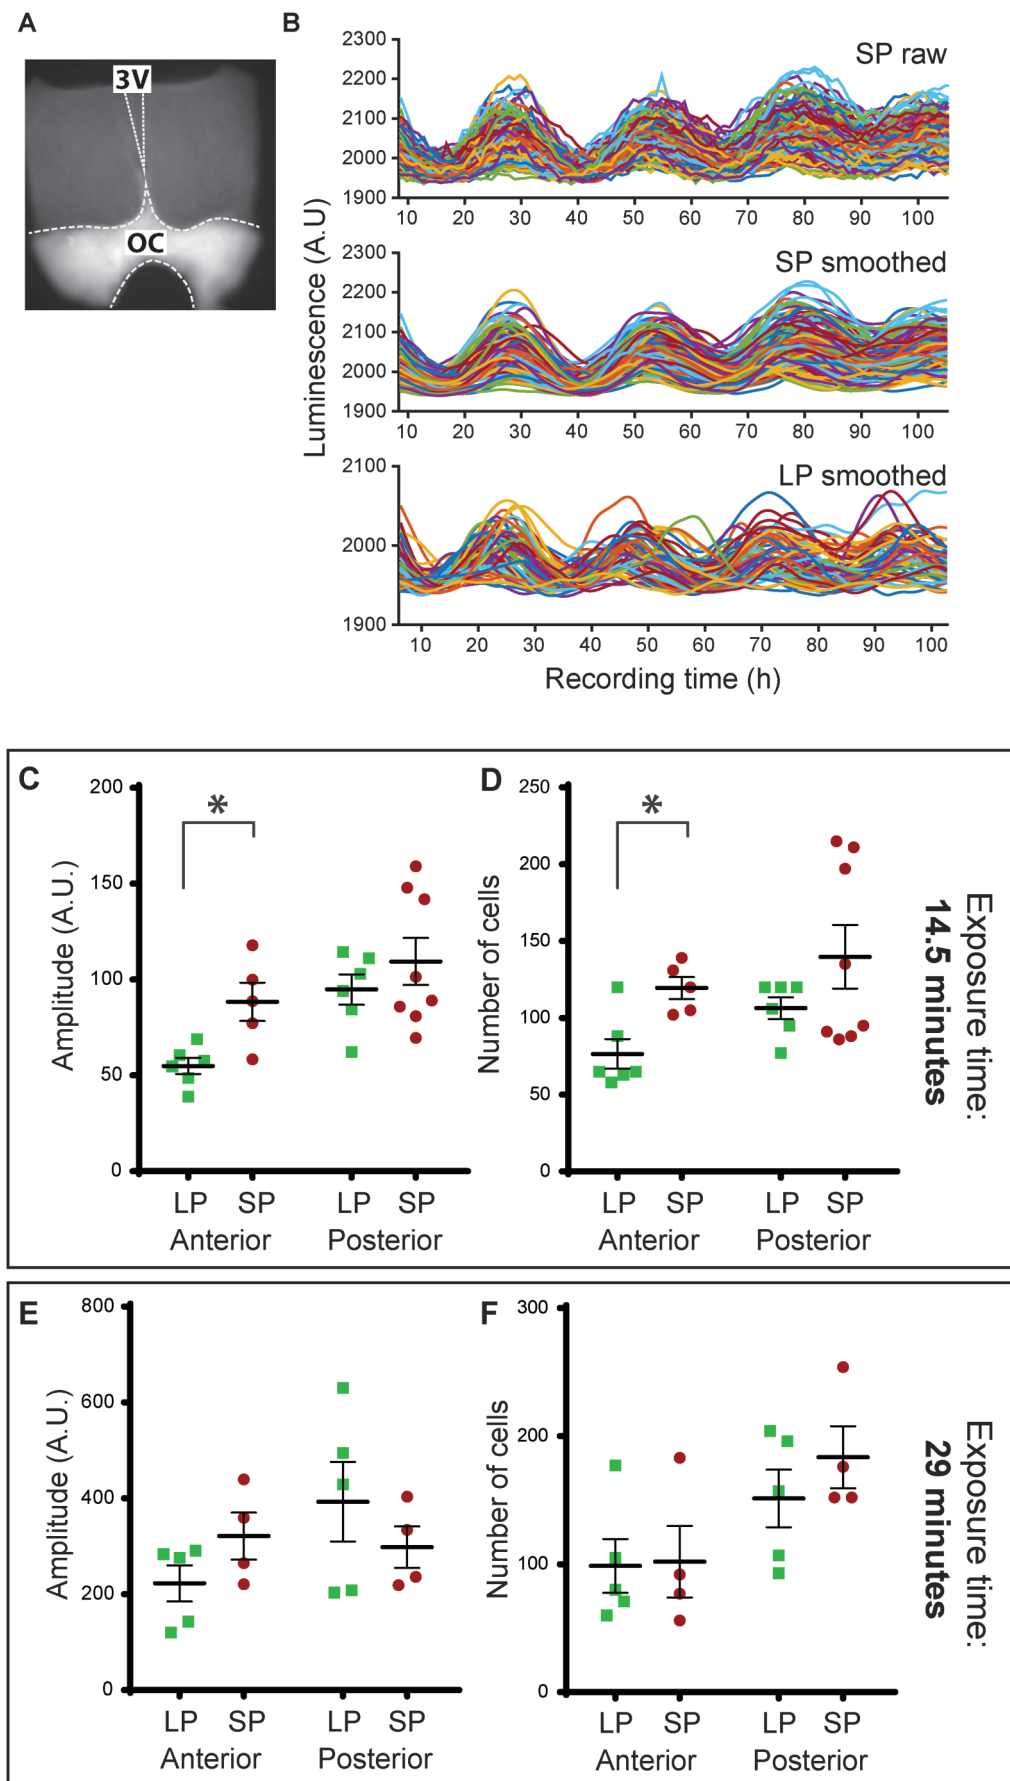 A
3V
OC
B
Luminescence (A.U)
2300
2200
2100
2000
1900
SP raw
10 20 30 40 50 60 70 80 90 100
2300
2200
2100
2000
1900
SP smoothed
10 20 30 40 50 60 70 80 90 100
2100
2000
1900
LP smoothed
10 20 30 40 50 60 70 80 90 100
Recording time (h)
C
Amplitude (A.U.)
200
150
100
50
0
*
LP SP LP SP
Anterior Posterior
D
Number of cells
250
200
150
100
50
0
*
LP SP LP SP
Anterior Posterior
Exposure time:
14.5 minutes
E
Amplitude (A.U.)
800
600
400
200
0
LP SP LP SP
Anterior Posterior
F
Number of cells
300
200
100
0
LP SP LP SP
Anterior Posterior
Exposure time:
29 minutes